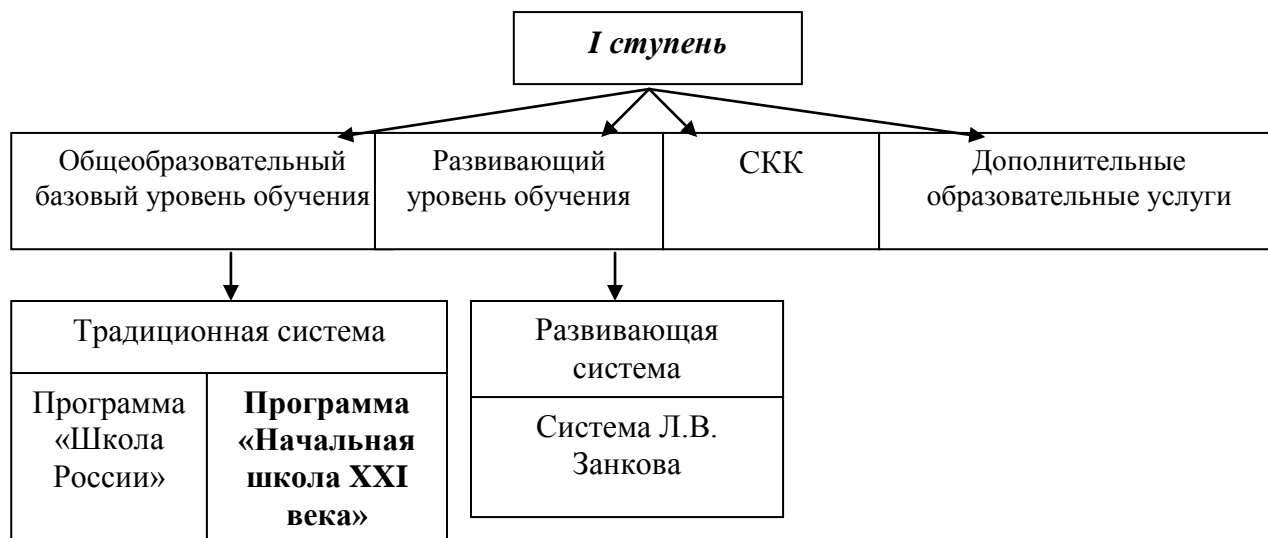 I ступень
Общеобразовательный
базовый уровень обучения
Развивающий
уровень обучения
СКК
Дополнительные
образовательные услуги
Традиционная система
Программа
«Школа
России»
Программа
«Начальная
школа XXI
века»
Развивающая
система
Система Л.В.
Занкова